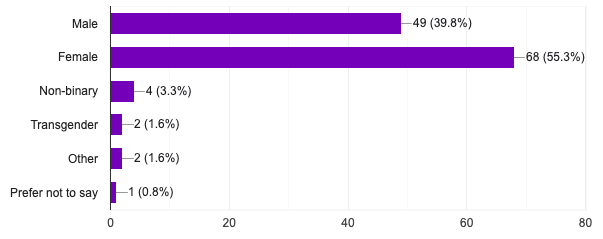 Male 49 (39.8%)
Female 68 (55.3%)
Non-binary 4 (3.3%)
Transgender 2 (1.6%)
Other 2 (1.6%)
Prefer not to say 1 (0.8%)
0 20 40 60 80